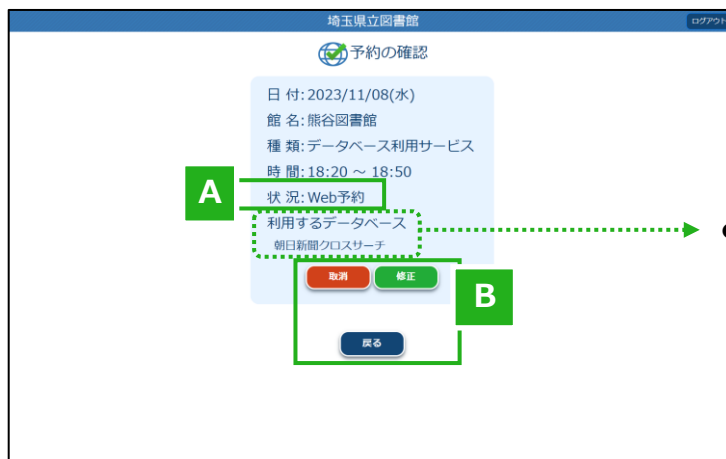 埼玉県立図書館
ログアウト
予約の確認
日 付: 2023/11/08(水)
館 名: 熊谷図書館
種 類: データベース利用サービス
時 間: 18:20 ～ 18:50
A
状 況: Web予約
利用するデータベース
朝日新聞クロスサーチ
取消 修正
B
戻る